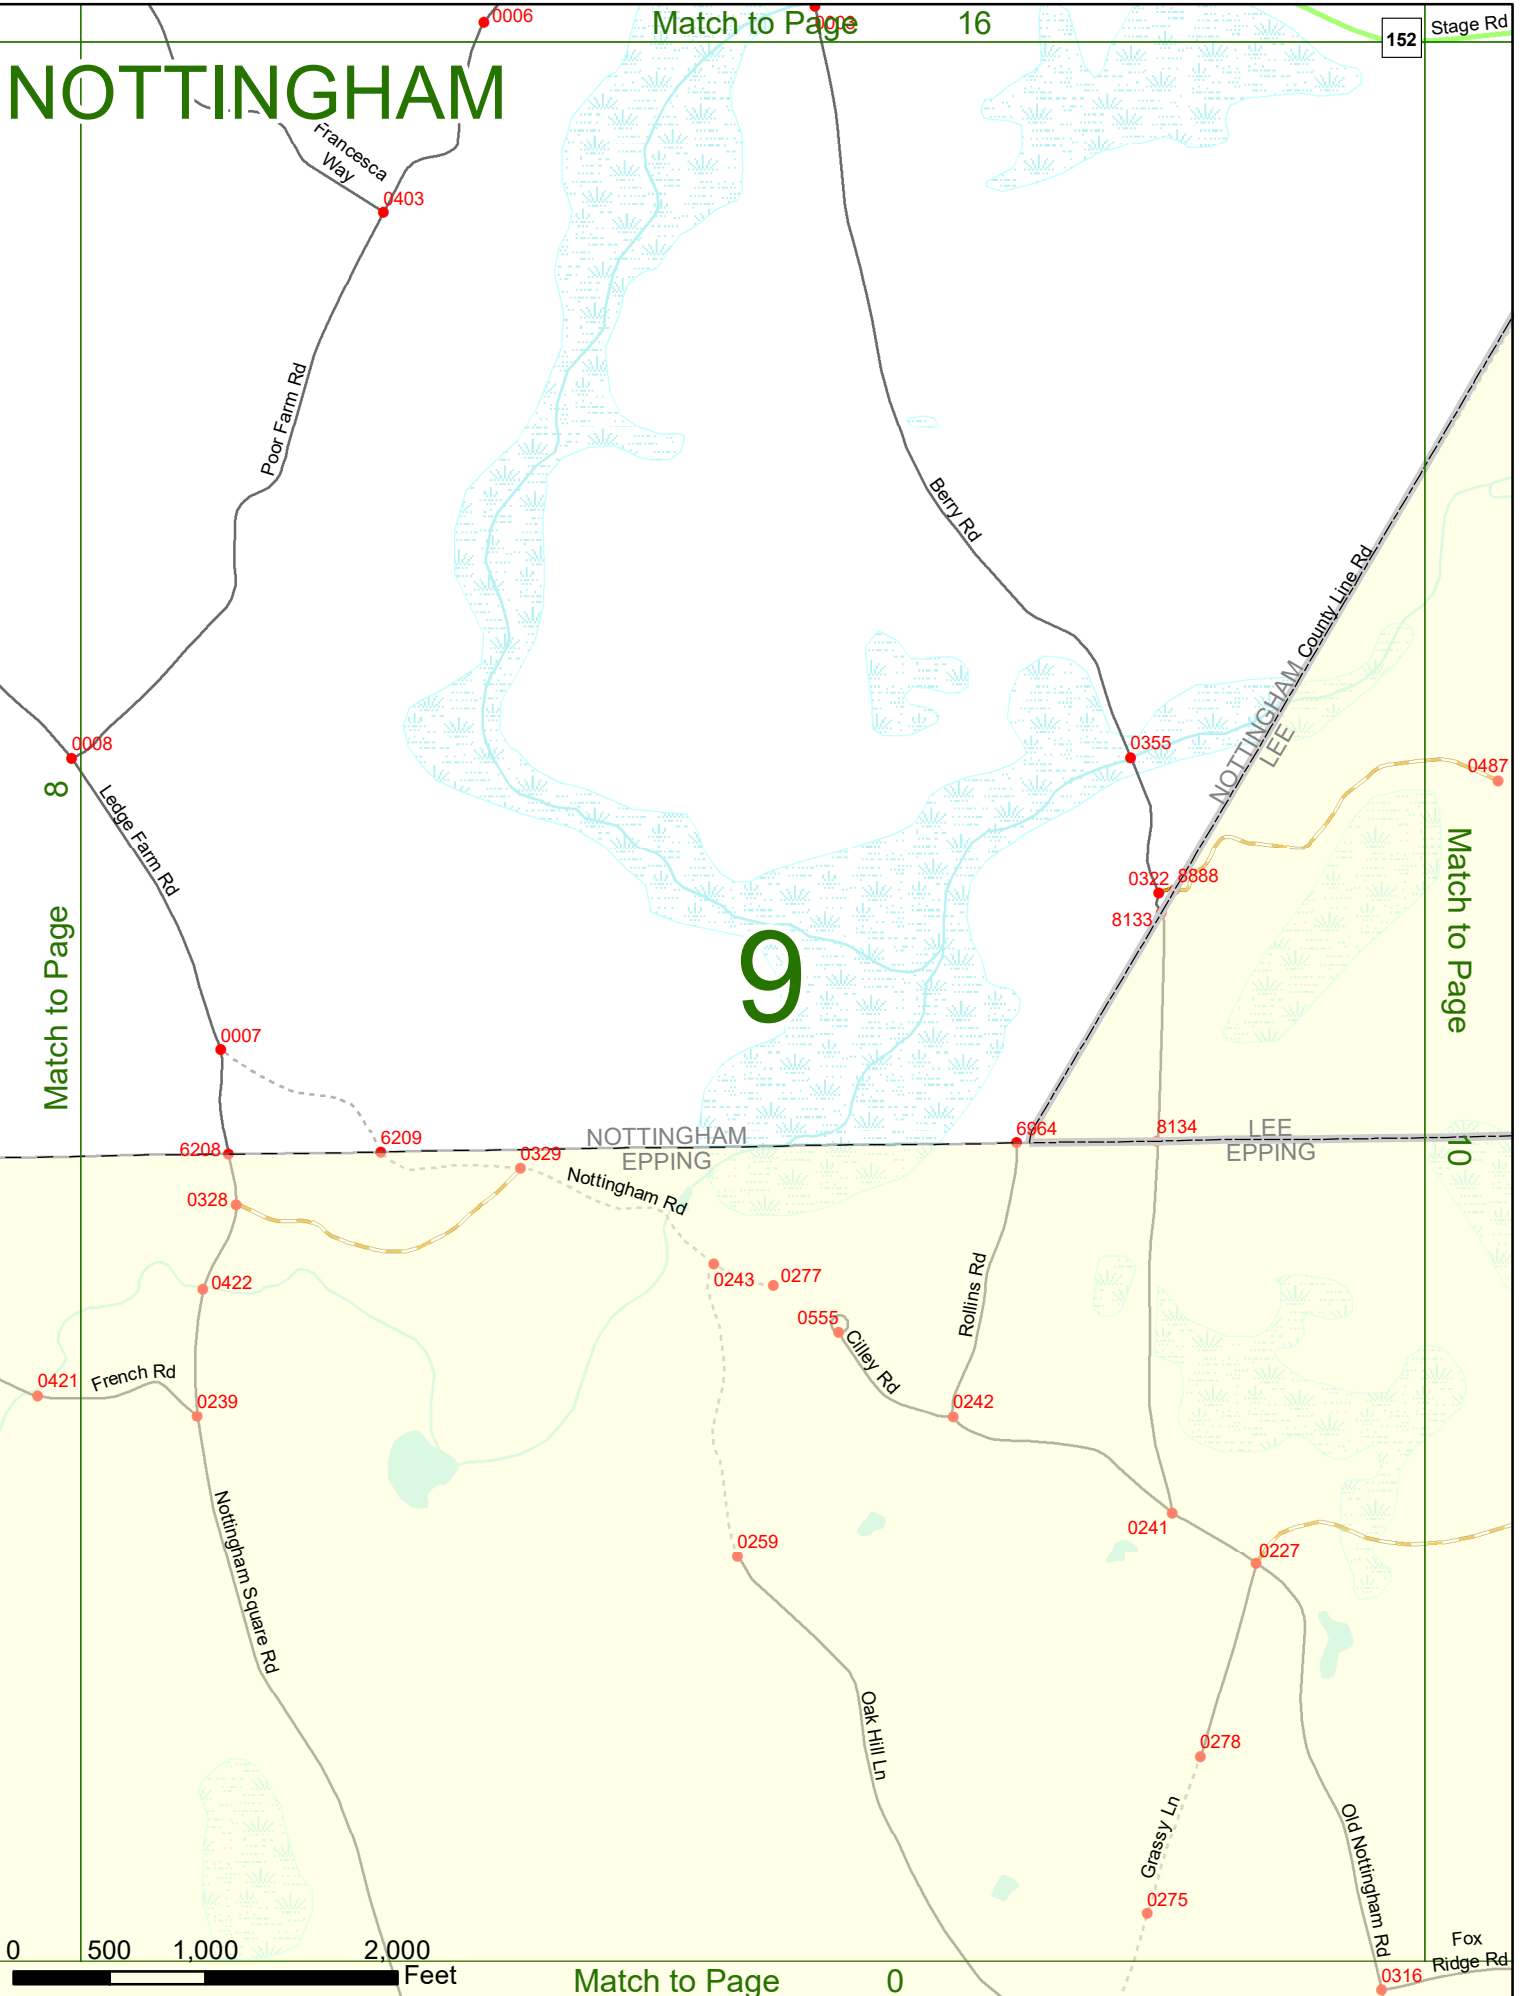 0006
Match to Page 16
0003
152
Stage Rd
NOTTINGHAM
Francesca
Way
0403
Poor Farm Rd
Berry Rd
County Line Rd
NOTTINGHAM
LEE
0008
0355
0487
8
Ledge Farm Rd
Match to Page
0322
8888
8133
9
Match to Page
0007
6964
8134
LEE
EPPING
10
6208
6209
NOTTINGHAM
EPPING
0329
Nottingham Rd
0328
0422
0243
0277
0555
Cilley Rd
Rollins Rd
0421
French Rd
0239
0242
Nottingham Square Rd
0241
0259
0227
Oak Hill Ln
0278
Grassy Ln
Old Nottingham Rd
0275
Fox
Ridge Rd
0316
0 500 1,000 2,000
Feet
Match to Page 0